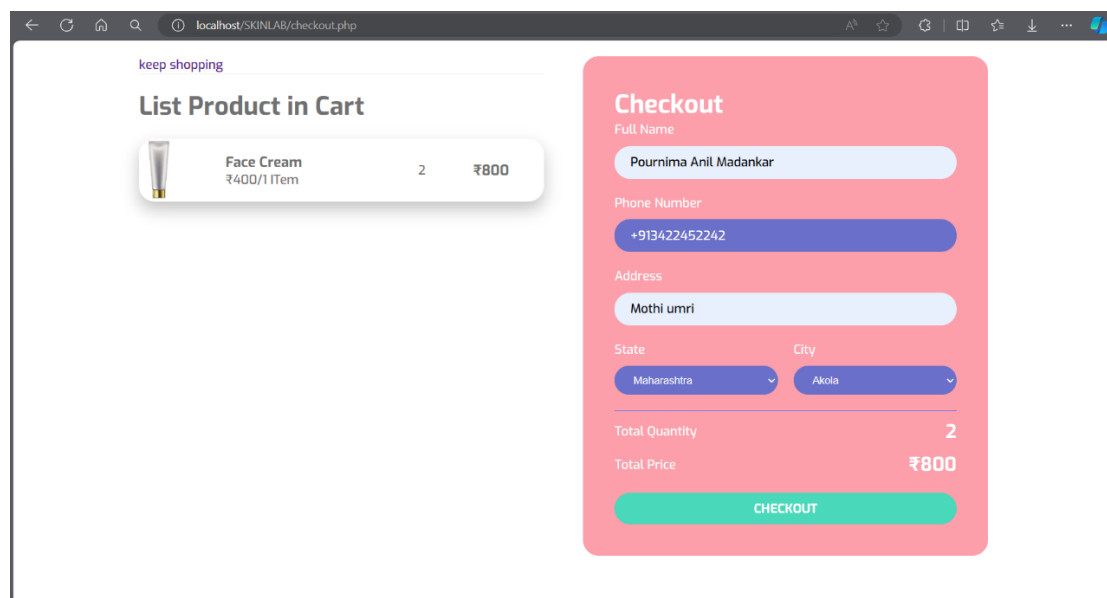 localhost/SKINLAB/checkout.php
keep shopping
List Product in Cart
Face Cream
₹400/1 ITem
2
₹800
Checkout
Full Name
Pournima Anil Madankar
Phone Number
+913422452242
Address
Mothi umri
State City
Maharashtra Akola
Total Quantity 2
Total Price ₹800
CHECKOUT